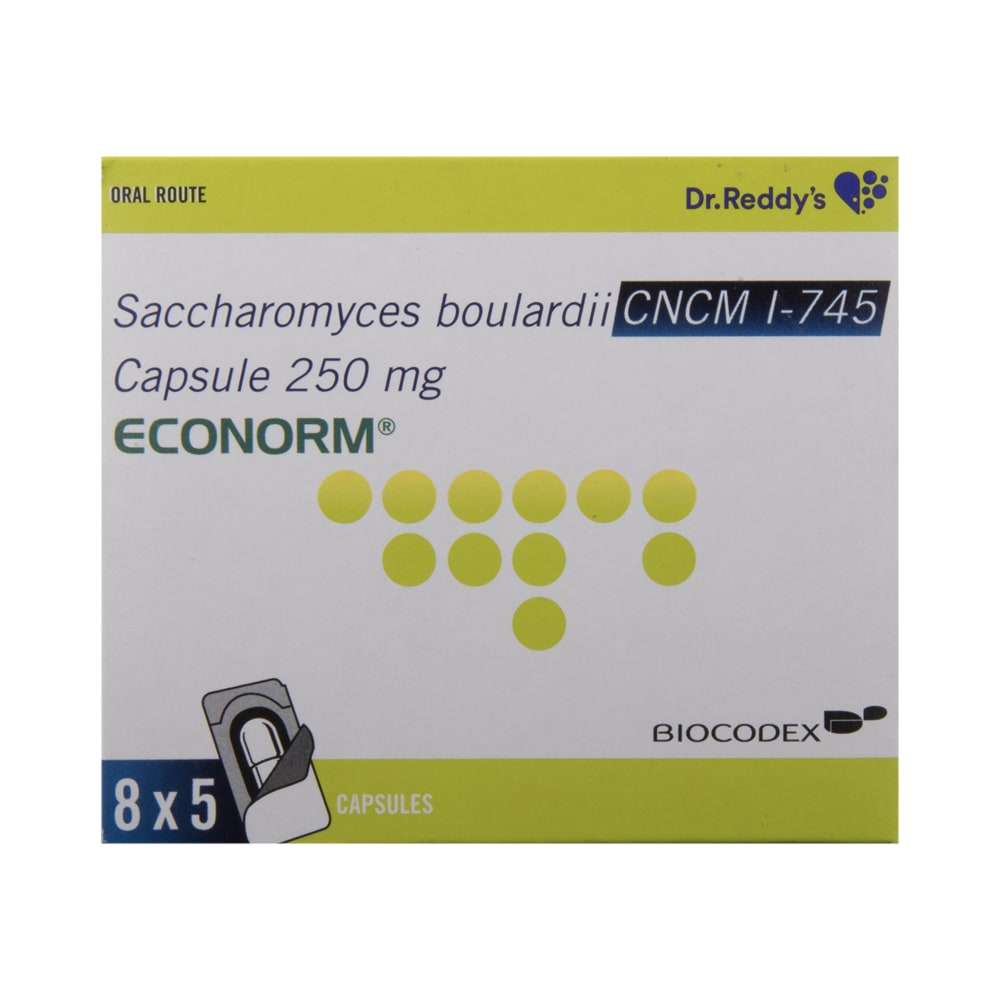 ORAL ROUTE
Dr.Reddy's
Saccharomyces boulardii CNCM I-745
Capsule 250 mg
ECONORM®
BIOCODEX
8 x 5 CAPSULES